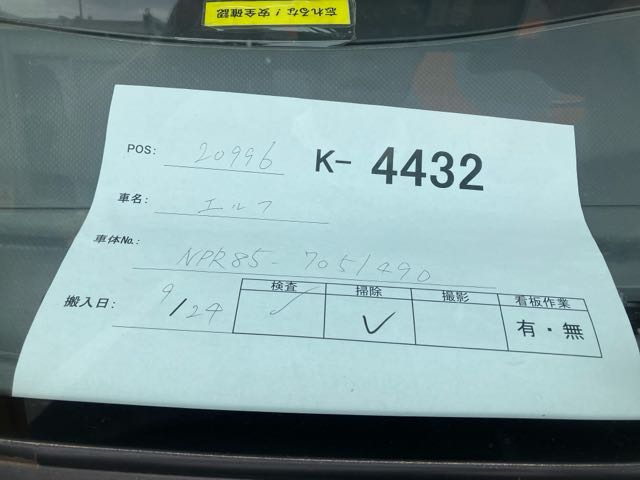 忘れるな!安全確認
POS: 20996
K- 4432
車名: エルフ
車体No.: NPR85-7051490
搬入日: 9/24
検査 掃除 撮影 看板作業
✓ ✓ 有・無